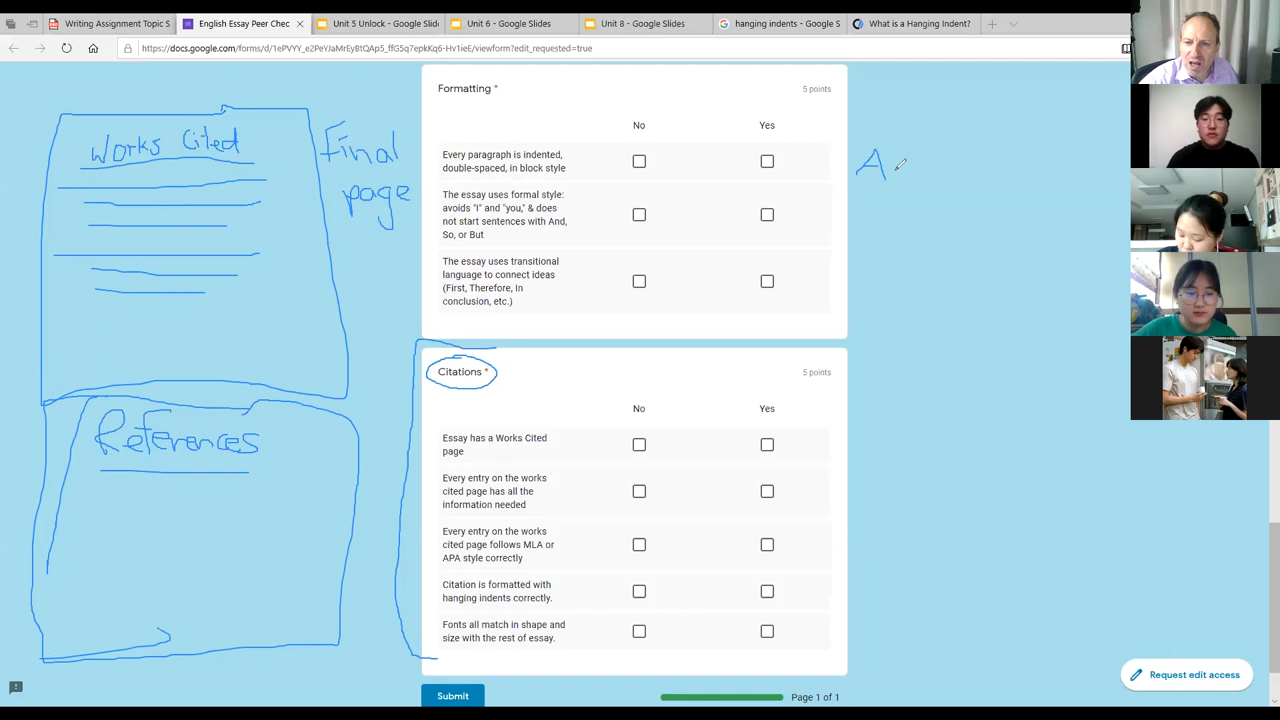 Writing Assignment Topic S
English Essay Peer Chec
Unit 5 Unlock - Google Slide
Unit 6 - Google Slides
Unit 8 - Google Slides
hanging indents - Google S
What is a Hanging Indent?
https://docs.google.com/forms/d/1ePVYY_e2PeYJaMrEyBtQAp5_ffG5q7epkKq6-Hv1ieE/viewform?edit_requested=true
Works Cited
Final
page
References
A
Formatting *
5 points
No Yes
Every paragraph is indented,
double-spaced, in block style
The essay uses formal style:
avoids "I" and "you," & does
not start sentences with And,
So, or But
The essay uses transitional
language to connect ideas
(First, Therefore, In
conclusion, etc.)
Citations *
5 points
No Yes
Essay has a Works Cited
page
Every entry on the works
cited page has all the
information needed
Every entry on the works
cited page follows MLA or
APA style correctly
Citation is formatted with
hanging indents correctly.
Fonts all match in shape and
size with the rest of essay.
Submit
Page 1 of 1
Request edit access